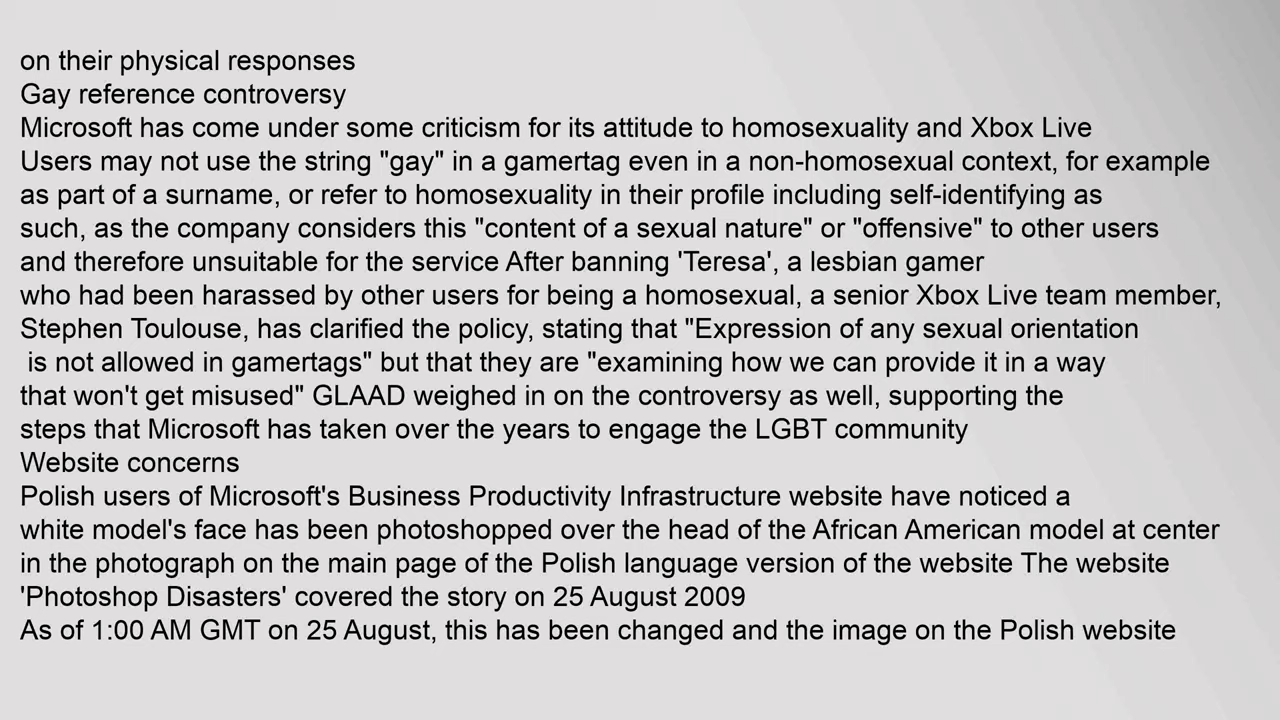 on their physical responses
Gay reference controversy
Microsoft has come under some criticism for its attitude to homosexuality and Xbox Live
Users may not use the string "gay" in a gamertag even in a non-homosexual context, for example
as part of a surname, or refer to homosexuality in their profile including self-identifying as
such, as the company considers this "content of a sexual nature" or "offensive" to other users
and therefore unsuitable for the service After banning 'Teresa', a lesbian gamer
who had been harassed by other users for being a homosexual, a senior Xbox Live team member,
Stephen Toulouse, has clarified the policy, stating that "Expression of any sexual orientation
is not allowed in gamertags" but that they are "examining how we can provide it in a way
that won't get misused" GLAAD weighed in on the controversy as well, supporting the
steps that Microsoft has taken over the years to engage the LGBT community
Website concerns
Polish users of Microsoft's Business Productivity Infrastructure website have noticed a
white model's face has been photoshopped over the head of the African American model at center
in the photograph on the main page of the Polish language version of the website The website
'Photoshop Disasters' covered the story on 25 August 2009
As of 1:00 AM GMT on 25 August, this has been changed and the image on the Polish website